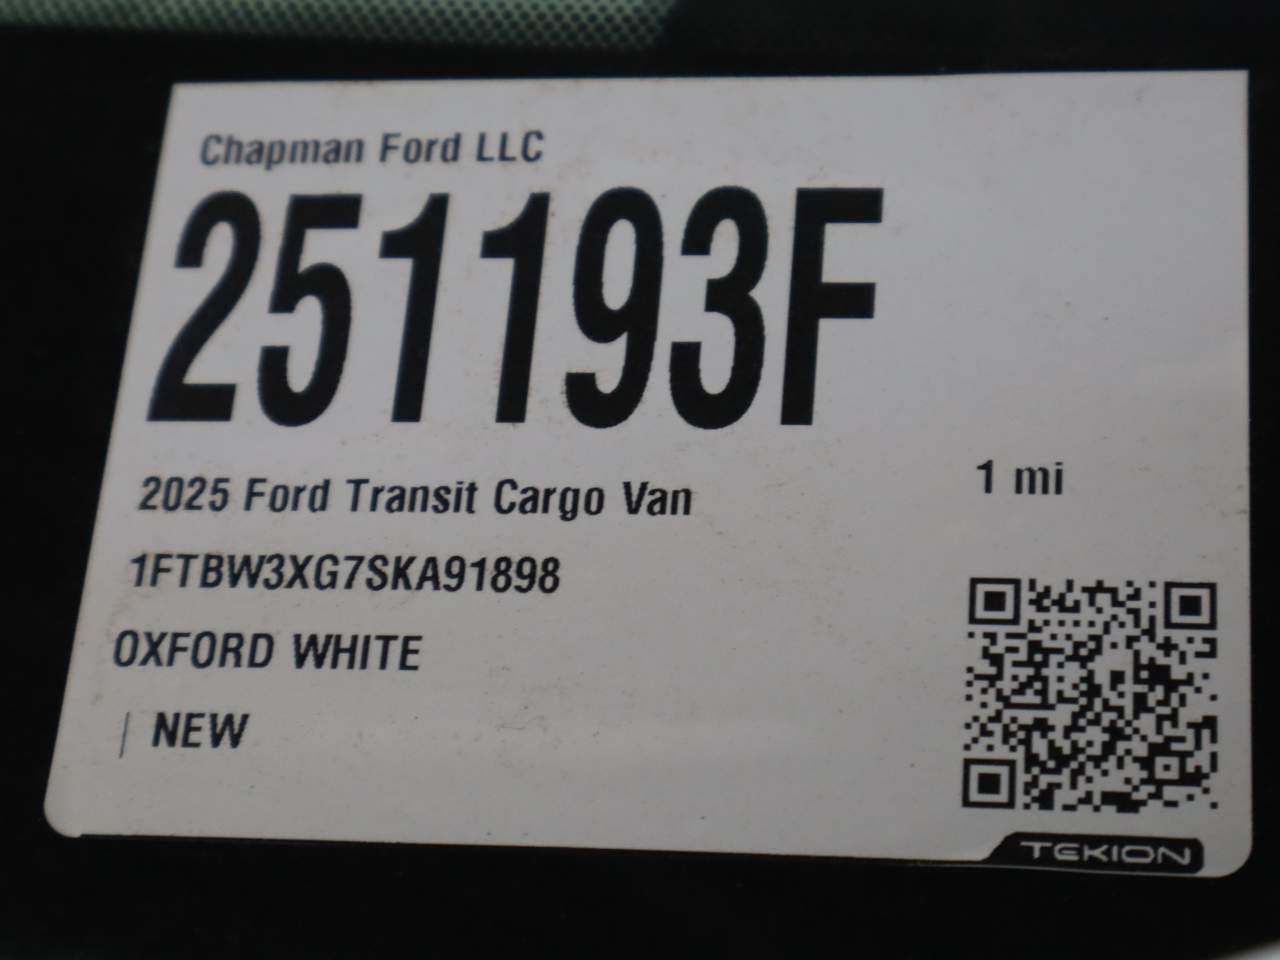 Chapman Ford LLC
251193F
2025 Ford Transit Cargo Van
1 mi
1FTBW3XG7SKA91898
OXFORD WHITE
| NEW
TEKION